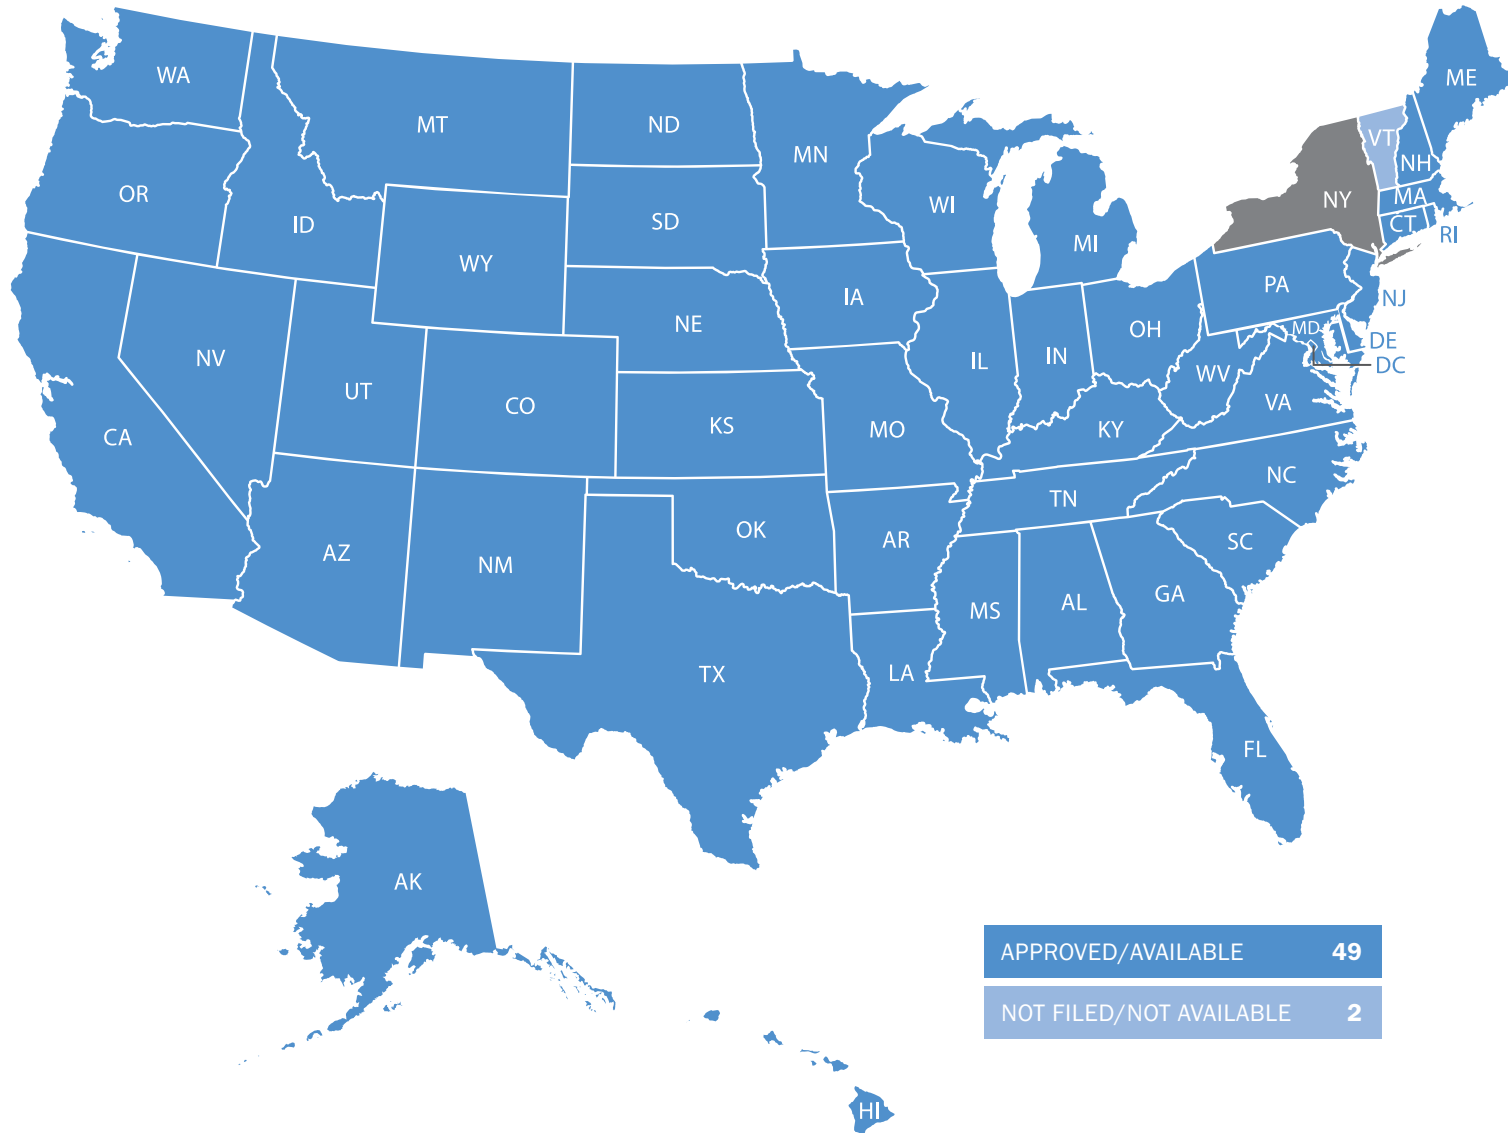 WA
MT
ND
MN
ME
VT
NH
OR
ID
SD
WI
NY
MA
CT
RI
WY
MI
PA
NJ
IA
NE
OH
MD
DE
DC
NV
UT
CO
IL
IN
WV
VA
CA
KS
MO
KY
NC
TN
AZ
NM
OK
AR
SC
MS
AL
GA
TX
LA
FL
AK
APPROVED/AVAILABLE 49
NOT FILED/NOT AVAILABLE 2
HI